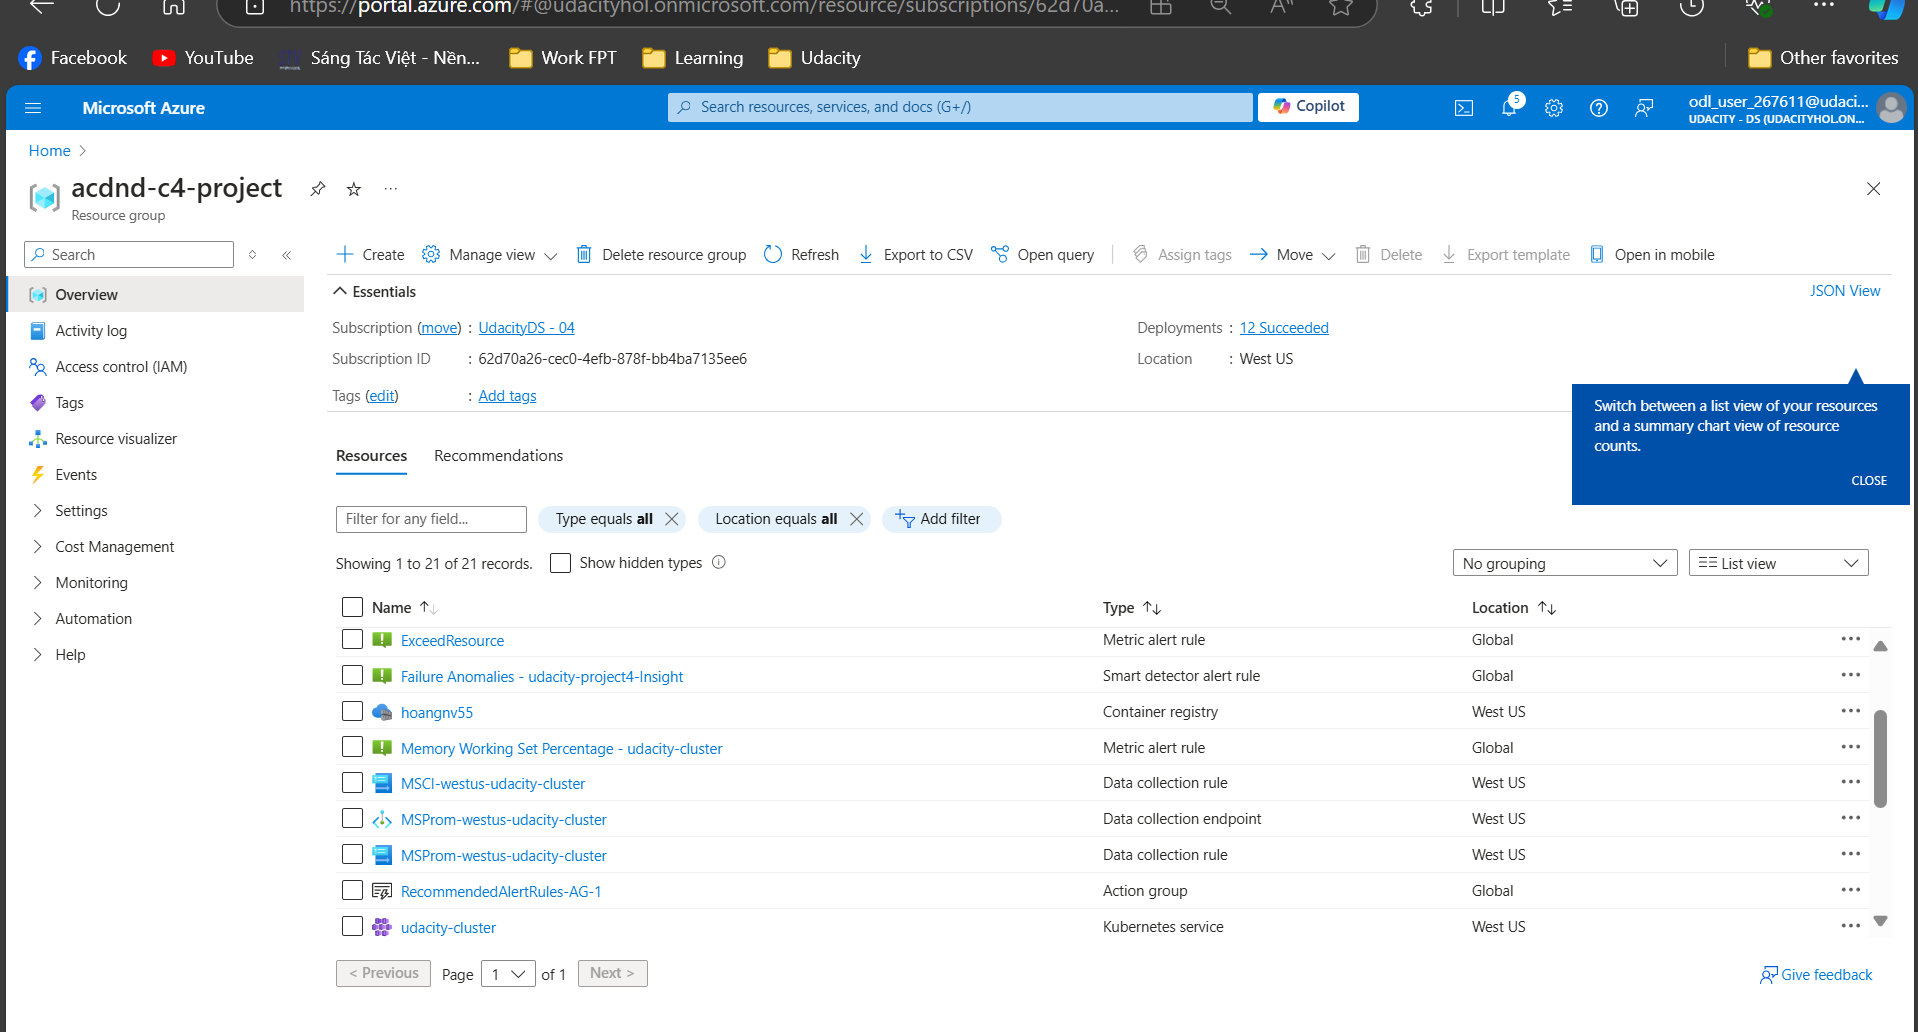 https://portal.azure.com/#@udacityhol.onmicrosoft.com/resource/subscriptions/62d70a...
Facebook YouTube Sáng Tác Việt - Nền... Work FPT Learning Udacity Other favorites
Microsoft Azure Search resources, services, and docs (G+/) Copilot 5 odl_user_267611@udaci...
UDACITY - DS (UDACITYHOL.ON...
Home >
acdnd-c4-project ...
Resource group
Search Create Manage view Delete resource group Refresh Export to CSV Open query Assign tags Move Delete Export template Open in mobile
Overview
Activity log
Access control (IAM)
Tags
Resource visualizer
Events
Settings
Cost Management
Monitoring
Automation
Help
Essentials JSON View
Subscription (move) : UdacityDS - 04 Deployments : 12 Succeeded
Subscription ID : 62d70a26-cec0-4efb-878f-bb4ba7135ee6 Location : West US
Tags (edit) : Add tags
Switch between a list view of your resources
and a summary chart view of resource
counts.
CLOSE
Resources Recommendations
Filter for any field... Type equals all Location equals all Add filter
Showing 1 to 21 of 21 records. Show hidden types No grouping List view
Name Type Location
ExceedResource Metric alert rule Global
Failure Anomalies - udacity-project4-Insight Smart detector alert rule Global
hoangnv55 Container registry West US
Memory Working Set Percentage - udacity-cluster Metric alert rule Global
MSCI-westus-udacity-cluster Data collection rule West US
MSProm-westus-udacity-cluster Data collection endpoint West US
MSProm-westus-udacity-cluster Data collection rule West US
RecommendedAlertRules-AG-1 Action group Global
udacity-cluster Kubernetes service West US
< Previous Page 1 of 1 Next > Give feedback